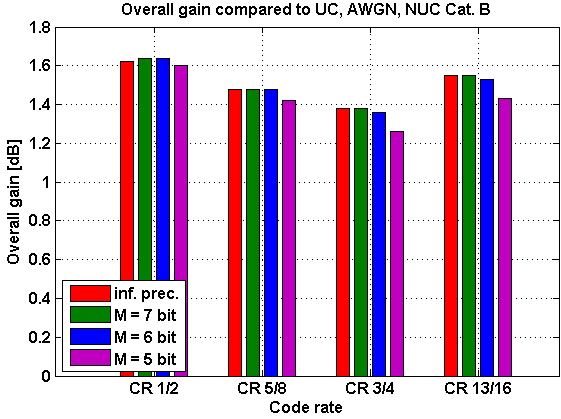 Overall gain compared to UC, AWGN, NUC Cat. B
Overall gain [dB]
1.8
1.6
1.4
1.2
1
0.8
0.6
0.4
0.2
0
inf. prec.
M = 7 bit
M = 6 bit
M = 5 bit
CR 1/2 CR 5/8 CR 3/4 CR 13/16
Code rate